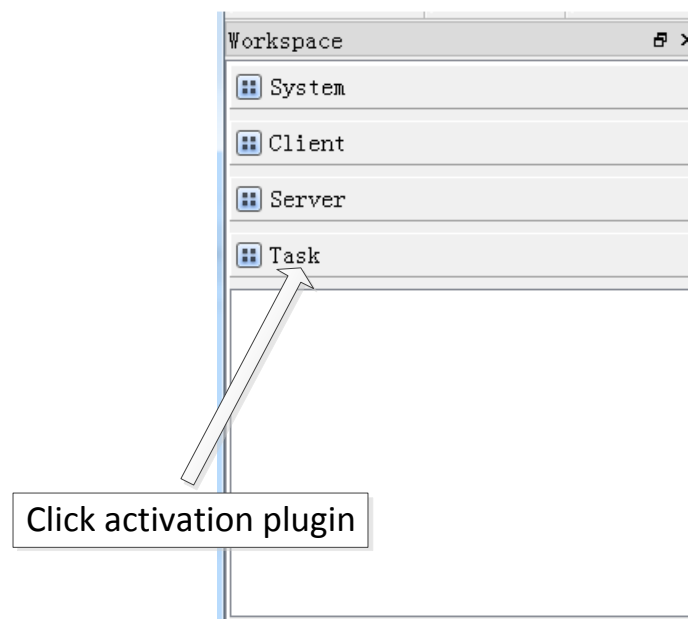 Workspace
System
Client
Server
Task
Click activation plugin